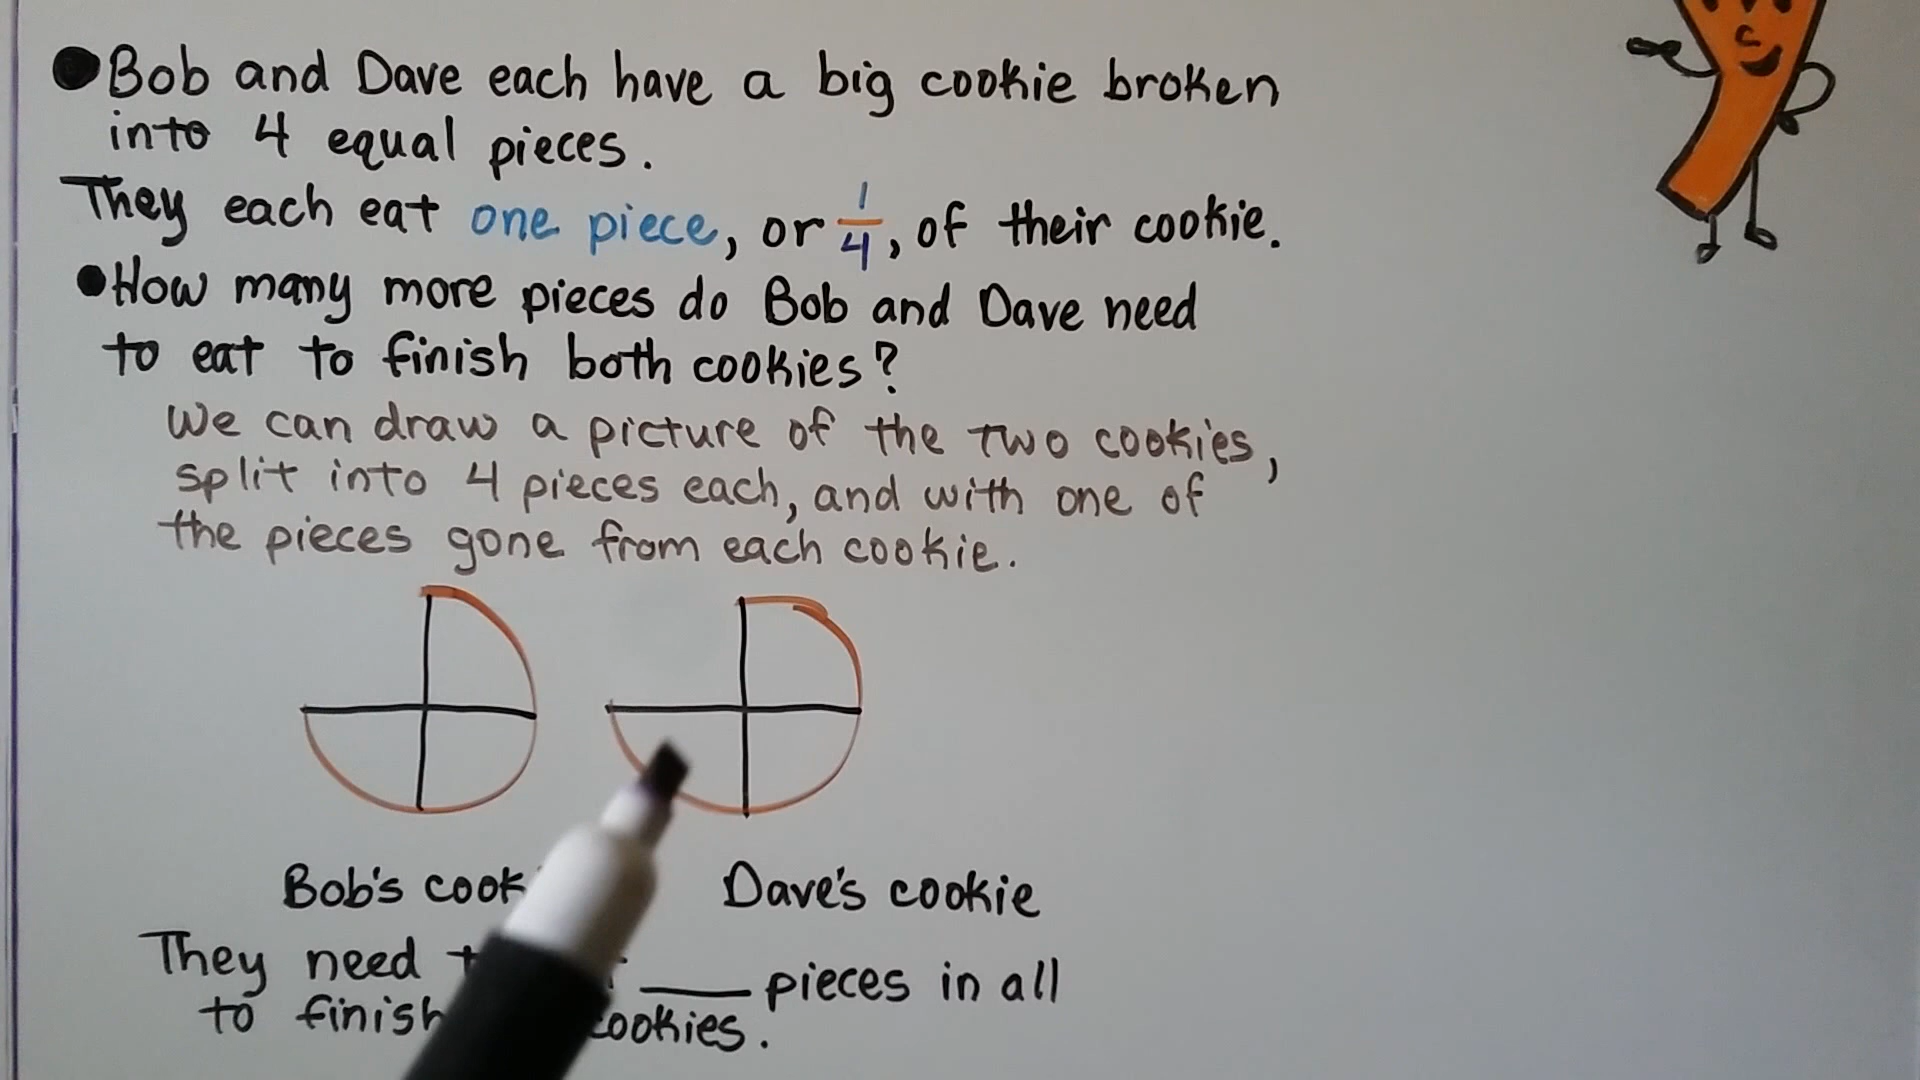 Bob and Dave each have a big cookie broken
into 4 equal pieces.
They each eat one piece, or 1/4, of their cookie.
How many more pieces do Bob and Dave need
to eat to finish both cookies?
We can draw a picture of the two cookies,
split into 4 pieces each, and with one of
the pieces gone from each cookie.
Bob's Dave's cookie
They need ___ pieces in all
to finish cookies.